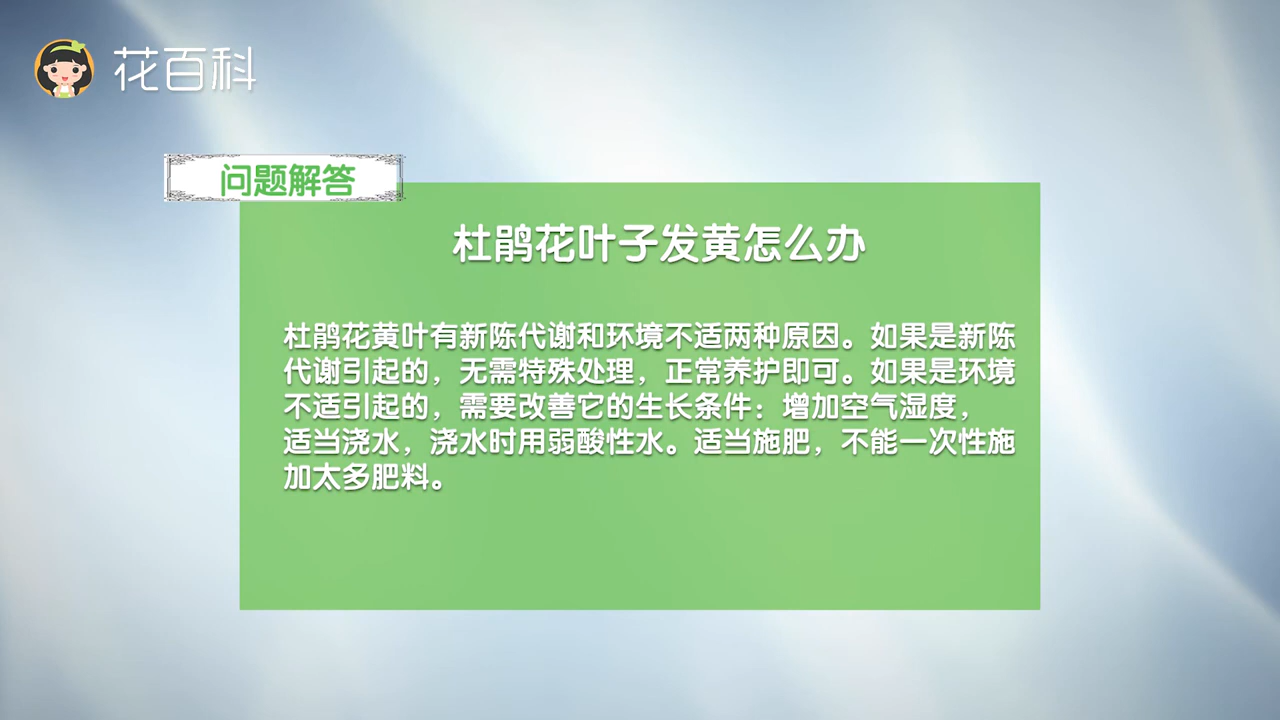 花百科
问题解答
杜鹃花叶子发黄怎么办
杜鹃花黄叶有新陈代谢和环境不适两种原因。如果是新陈
代谢引起的，无需特殊处理，正常养护即可。如果是环境
不适引起的，需要改善它的生长条件：增加空气湿度，
适当浇水，浇水时用弱酸性水。适当施肥，不能一次性施
加太多肥料。